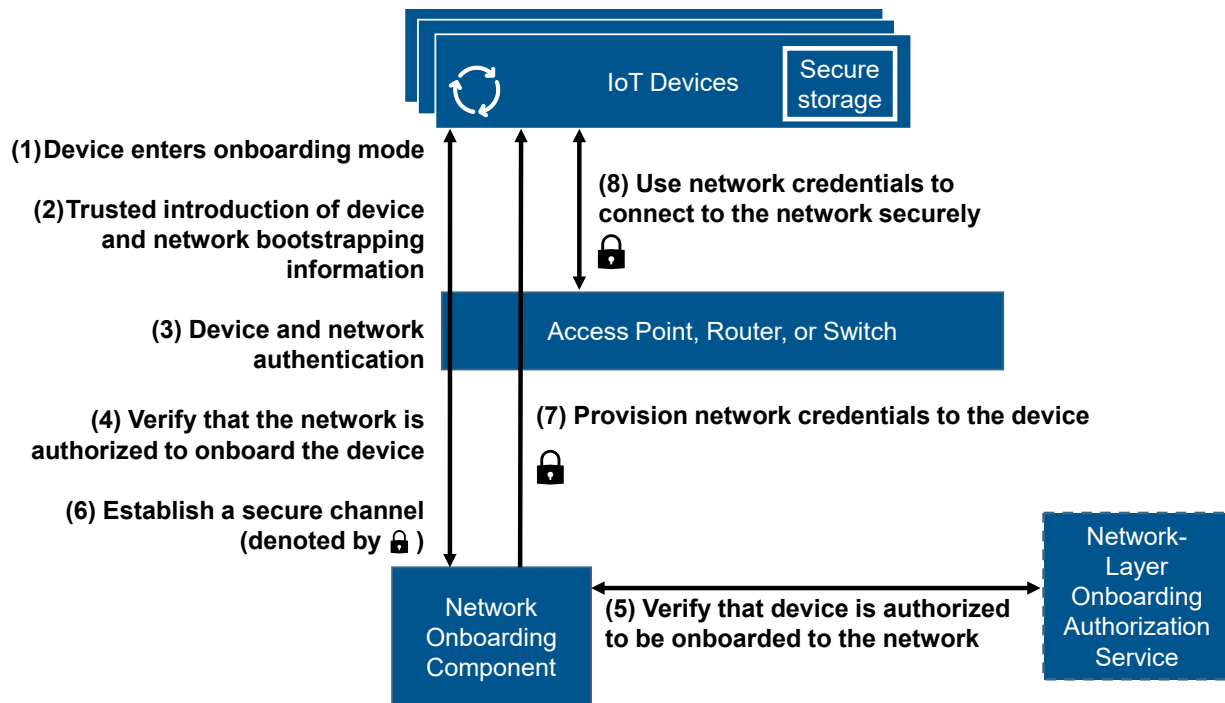 IoT Devices
Secure
storage
(1)Device enters onboarding mode
(2)Trusted introduction of device
and network bootstrapping
information
(8) Use network credentials to
connect to the network securely
(3) Device and network
authentication
Access Point, Router, or Switch
(4) Verify that the network is
authorized to onboard the device
(7) Provision network credentials to the device
(6) Establish a secure channel
(denoted by )
Network
Onboarding
Component
(5) Verify that device is authorized
to be onboarded to the network
Network-
Layer
Onboarding
Authorization
Service